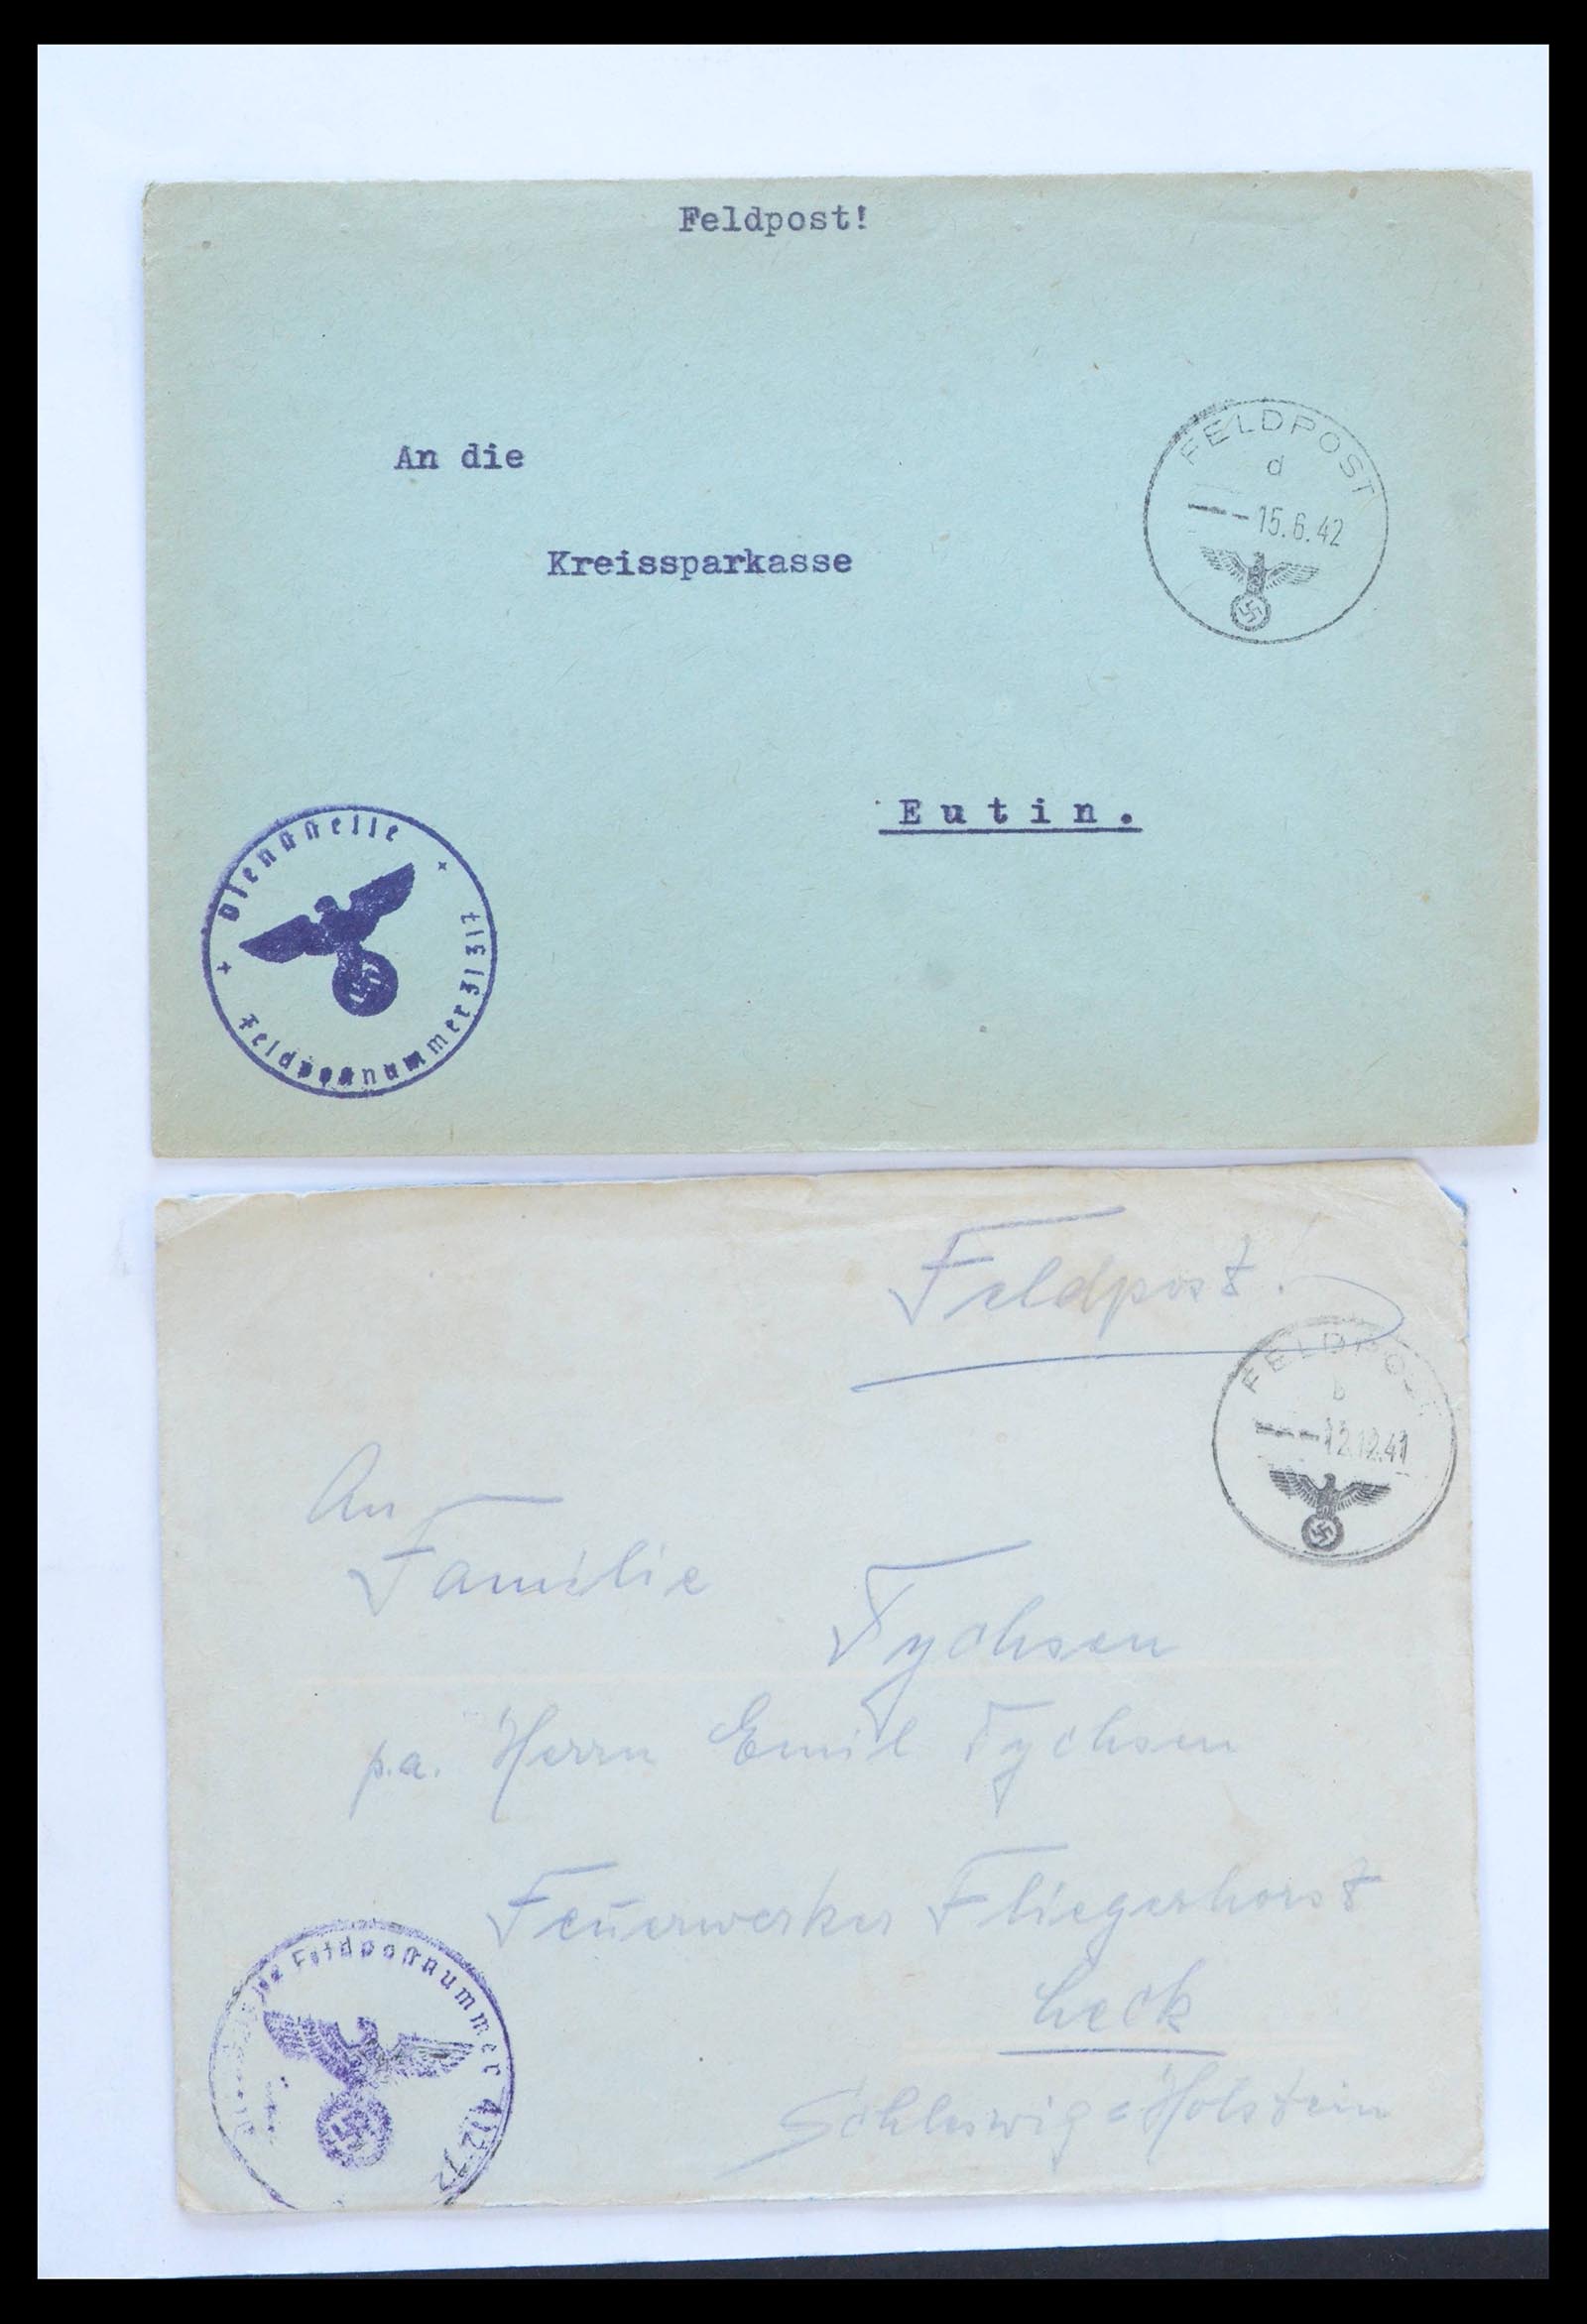 Feldpost!
An die
FELDPOST
d
15.6.42
Kreissparkasse
Eutin.
Dienststelle
Feldpostnummer 31317
Feldpost!
FELDPOST
b
12.12.41
An
Familie
Tychsen
p.a. Herrn Emil Tychsen
Feuerwerker Fliegerhorst
Leck
Schleswig=Holstein
Feldpostnummer 41272